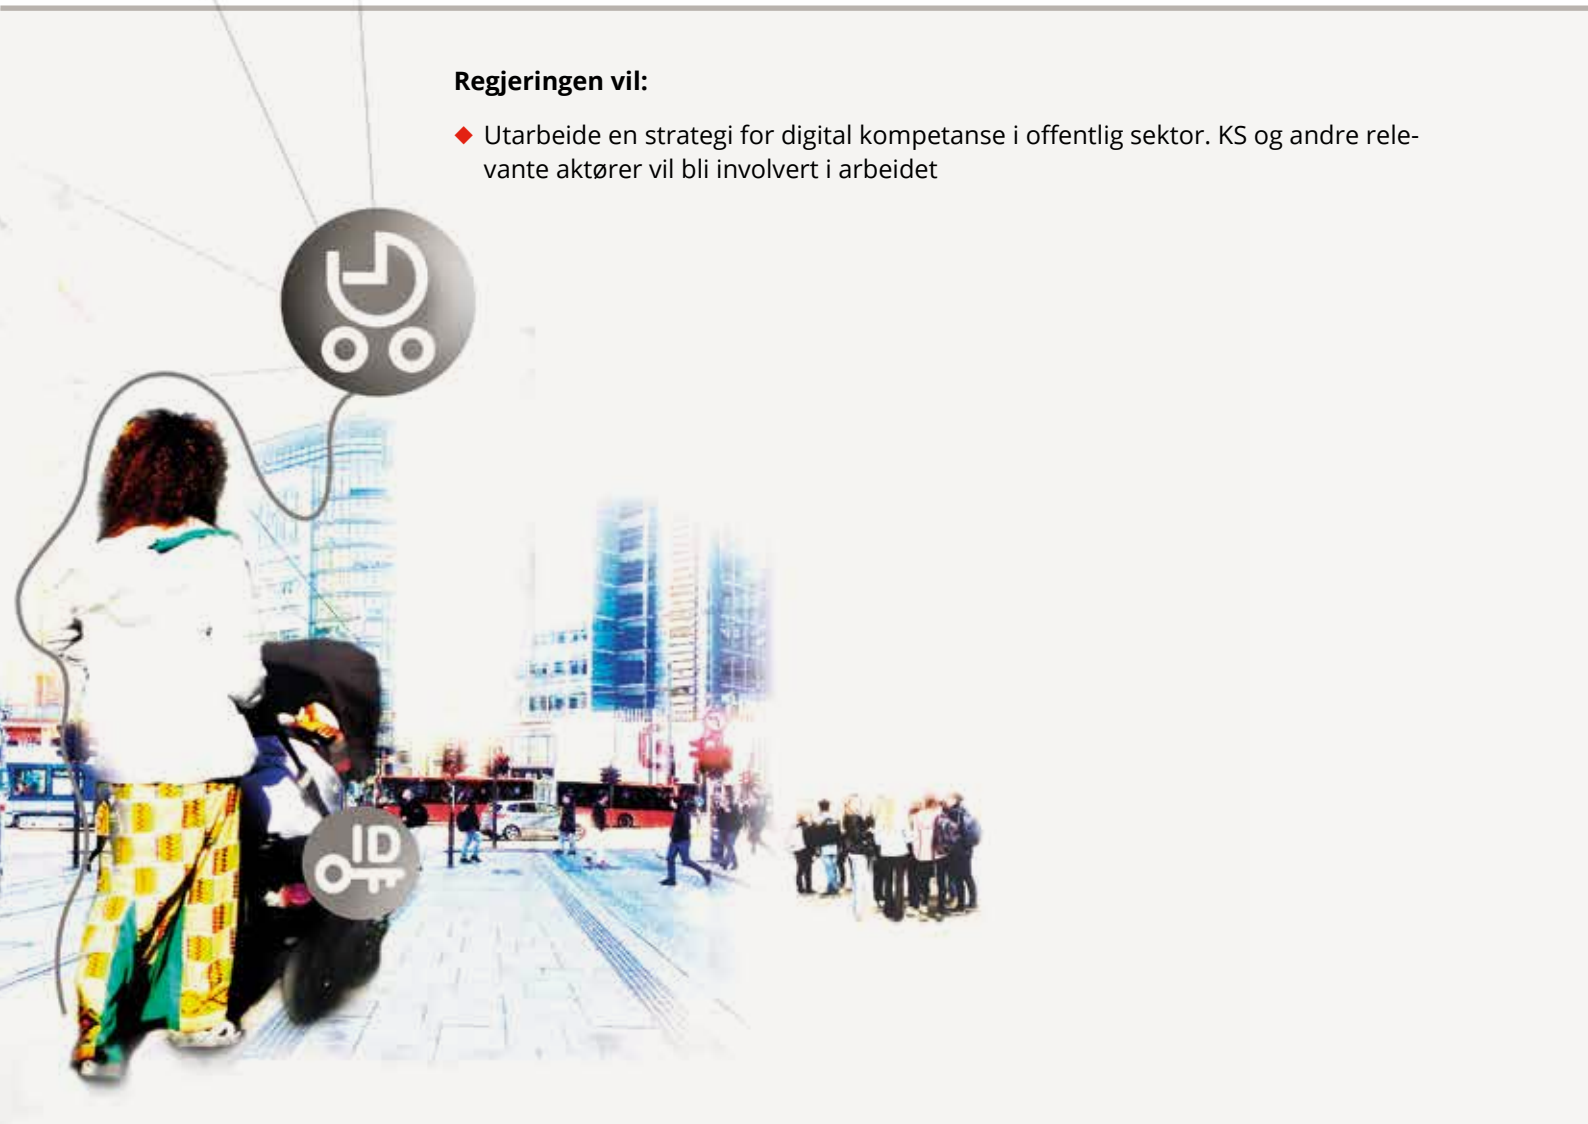 Regjeringen vil:
Utarbeide en strategi for digital kompetanse i offentlig sektor. KS og andre rele-
vante aktører vil bli involvert i arbeidet
ID